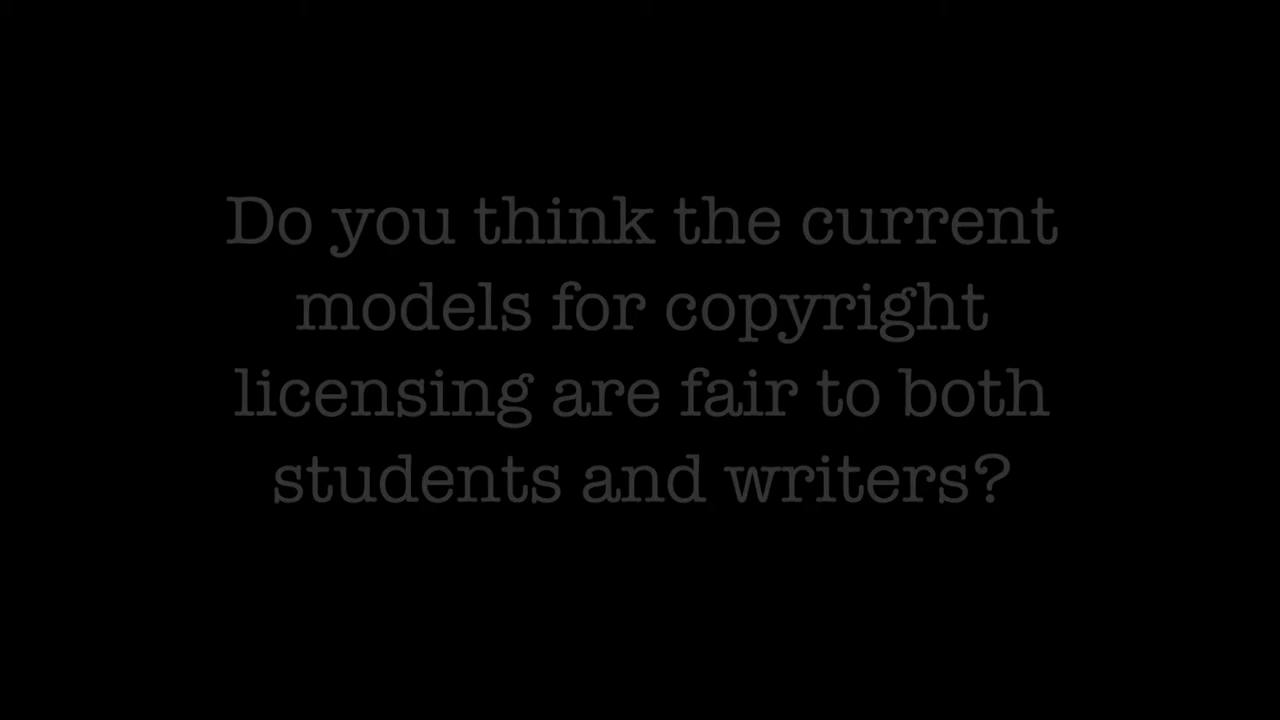 Do you think the current
models for copyright
licensing are fair to both
students and writers?